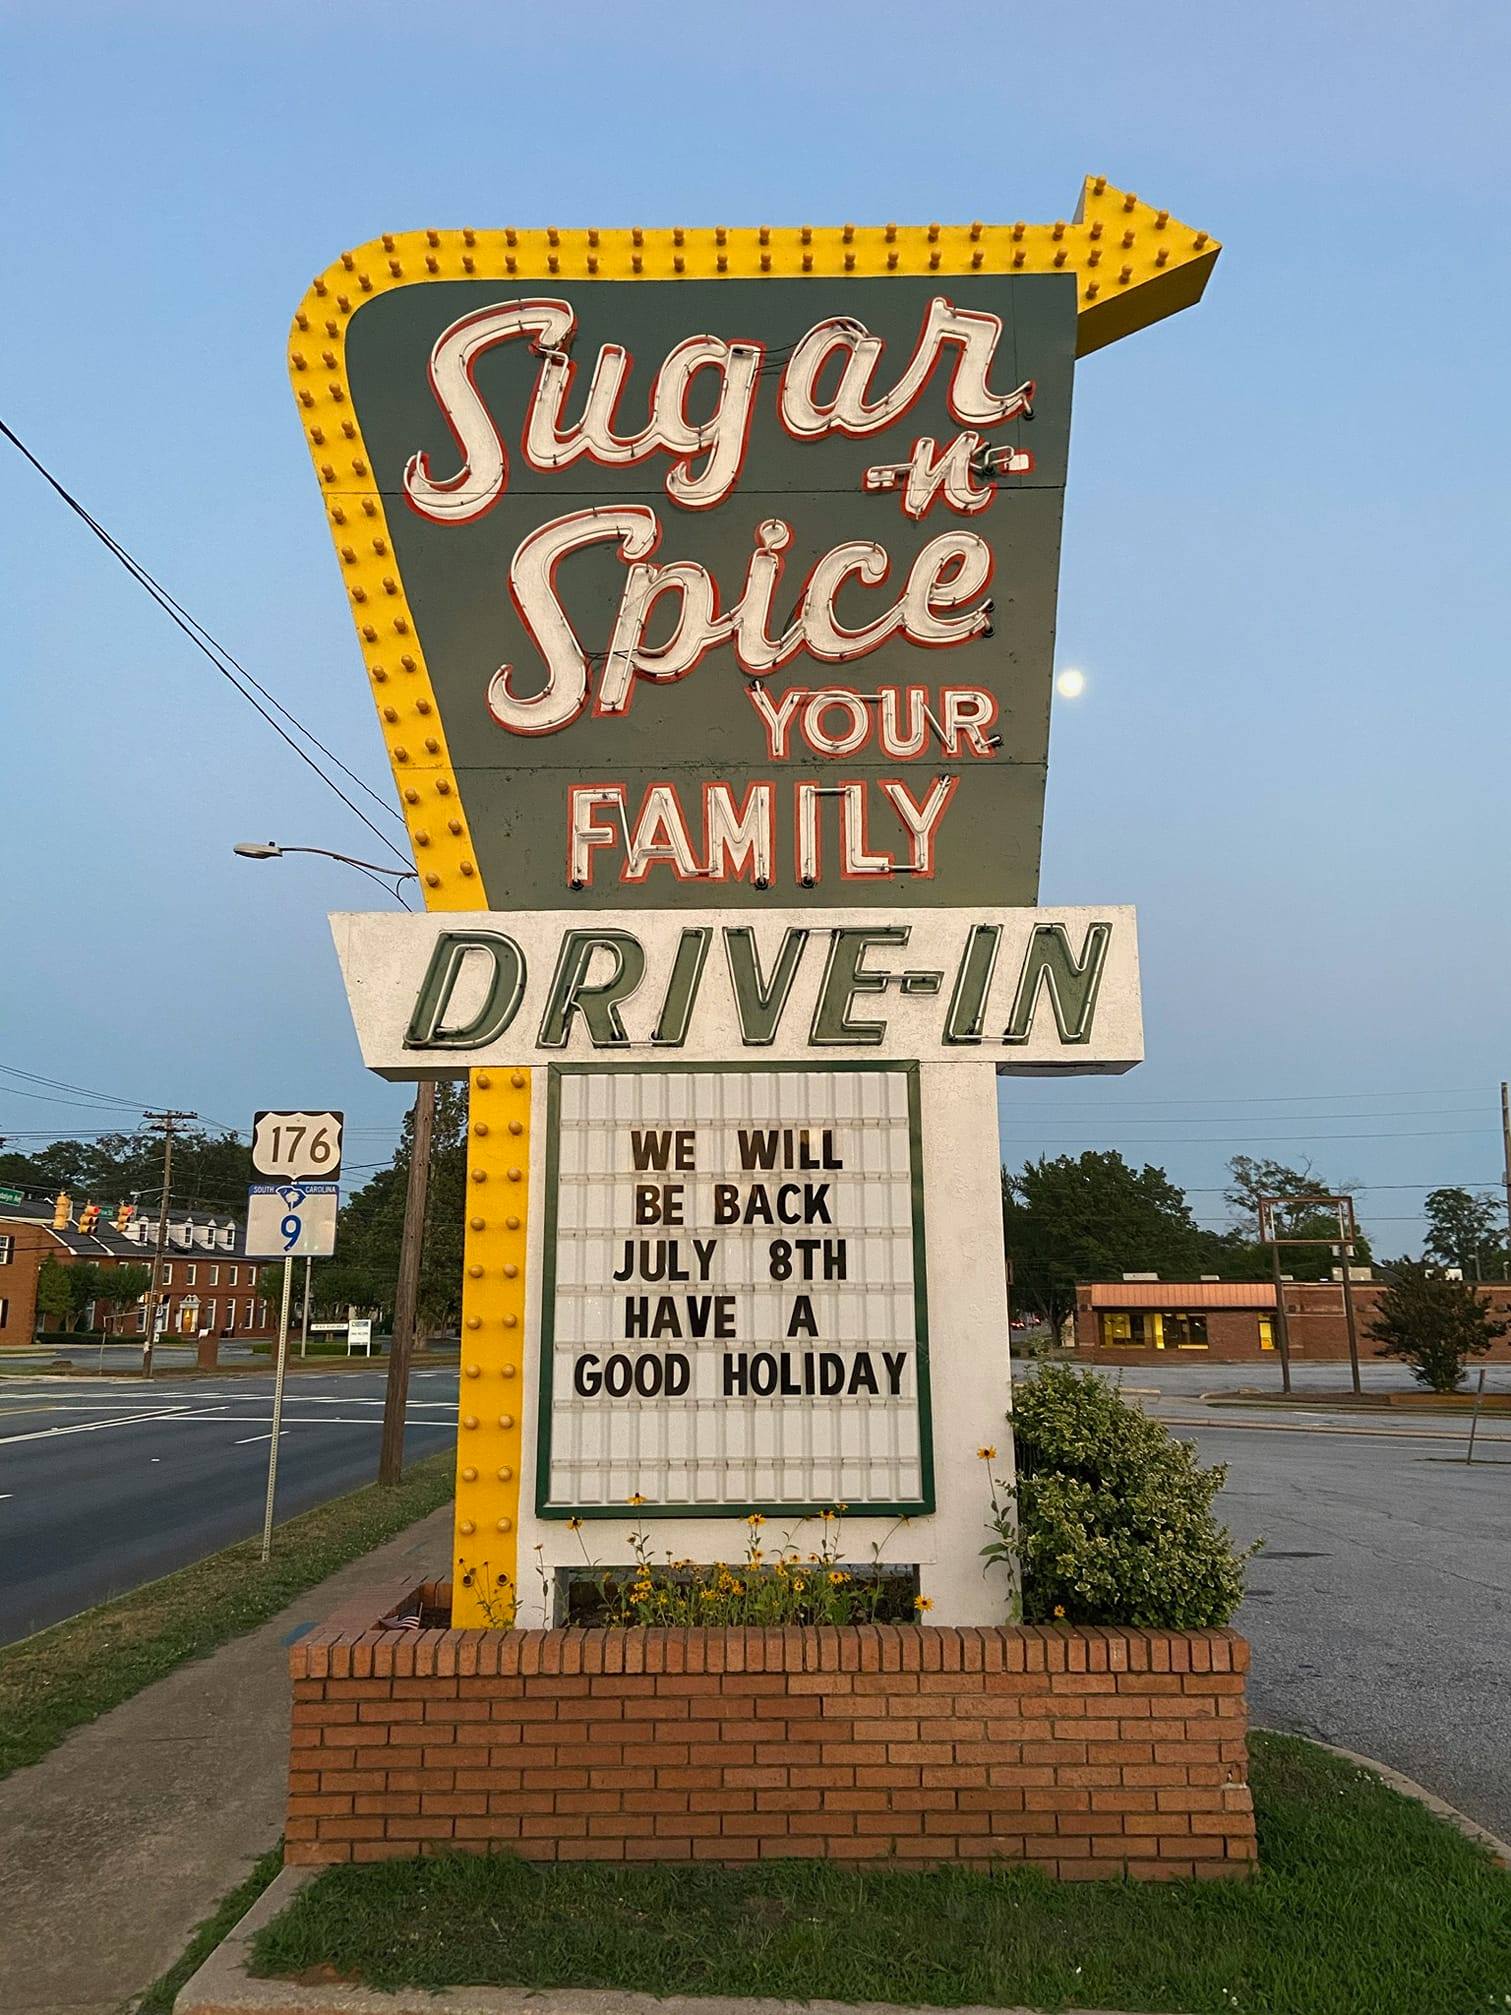 Sugar
-n-
Spice
YOUR
FAMILY
DRIVE-IN
WE WILL
BE BACK
JULY 8TH
HAVE A
GOOD HOLIDAY
176
SOUTH CAROLINA
9